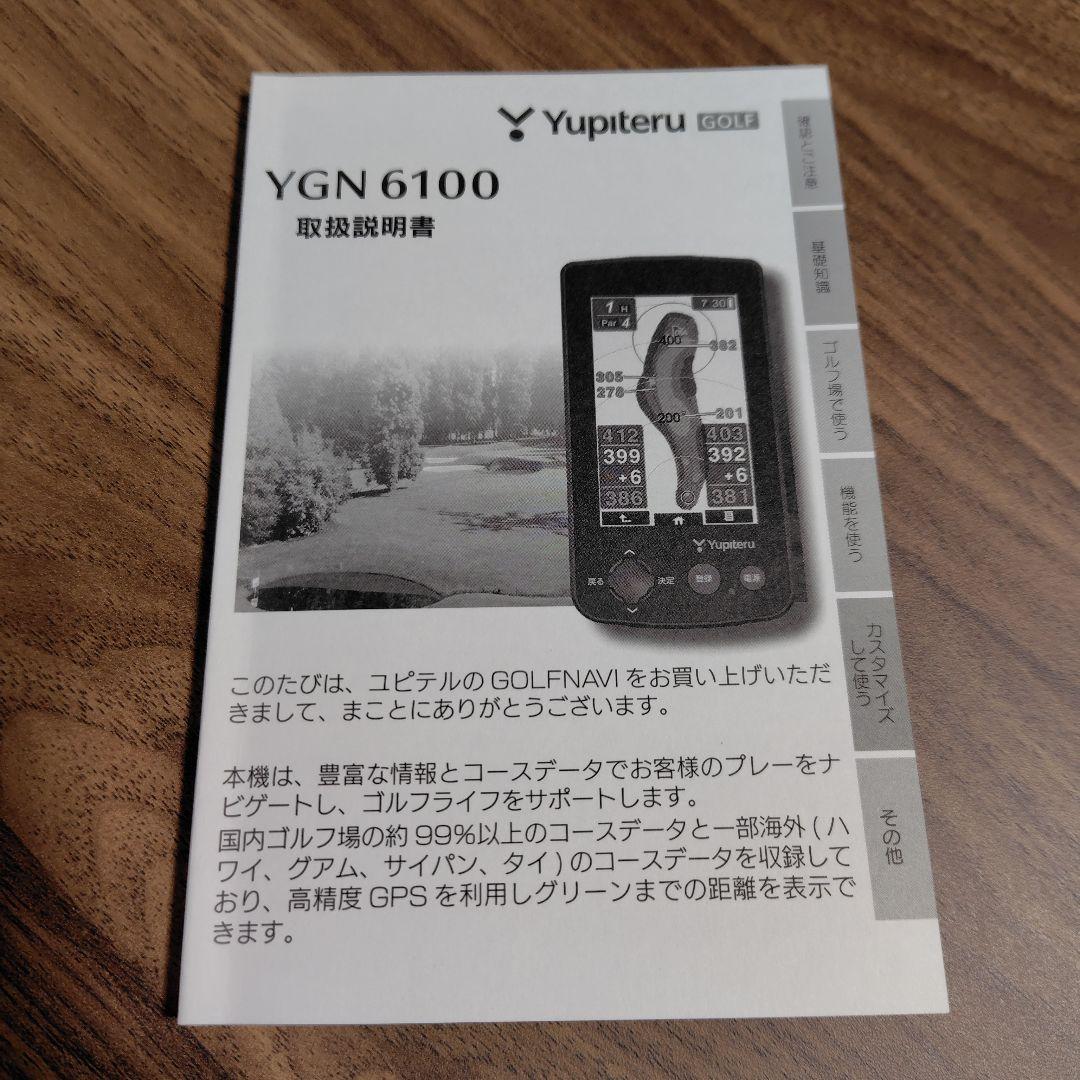 Yupiteru GOLF
YGN 6100
取扱説明書
確認とご注意
基礎知識
ゴルフ場で使う
機能を使う
カスタマイズ
して使う
その他
1 H
Par 4
7 30
400
382
305
278
200
201
412
399
+6
386
403
392
+6
381
Yupiteru
戻る
決定
登録
電源
このたびは、ユピテルの GOLFNAVI をお買い上げいただ
きまして、まことにありがとうございます。
本機は、豊富な情報とコースデータでお客様のプレーをナ
ビゲートし、ゴルフライフをサポートします。
国内ゴルフ場の約 99%以上のコースデータと一部海外 ( ハ
ワイ、グアム、サイパン、タイ ) のコースデータを収録して
おり、高精度 GPS を利用しグリーンまでの距離を表示で
きます。